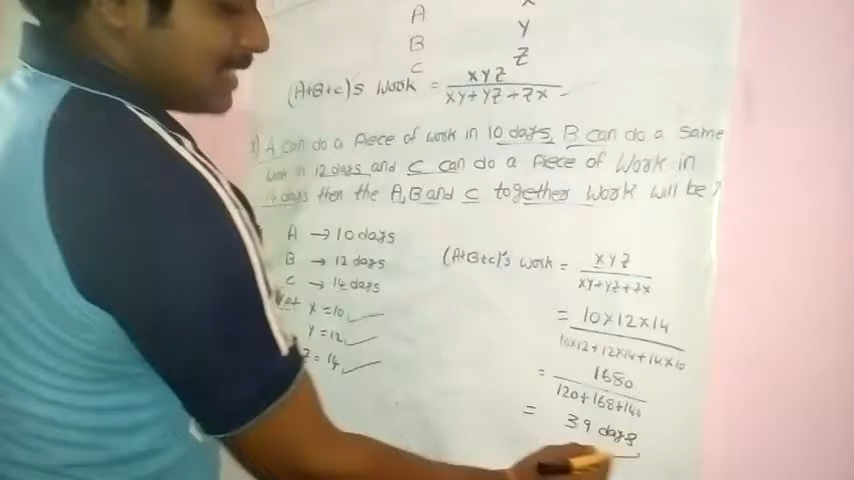 A
B Y
C Z
(A+B+C)'s Work = XYZ
XY+YZ+ZX
A can do a Piece of work in 10 days, B can do a same
work in 12 days and C can do a Piece of Work in
14 days then the A, B and C together Work will be?
A → 10 days
B → 12 days
C → 14 days
Let X = 10
Y = 12
Z = 14
(A+B+C)'s work = XYZ
XY+YZ+ZX
= 10×12×14
10×12+12×14+14×10
= 1680
120+168+140
= 39 days